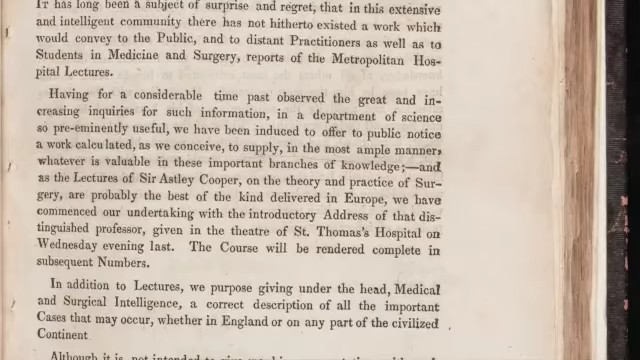 IT has long been a subject of surprise and regret, that in this extensive
and intelligent community there has not hitherto existed a work which
would convey to the Public, and to distant Practitioners as well as to
Students in Medicine and Surgery, reports of the Metropolitan Hos-
pital Lectures.
Having for a considerable time past observed the great and in-
creasing inquiries for such information, in a department of science
so pre-eminently useful, we have been induced to offer to public notice
a work calculated, as we conceive, to supply, in the most ample manner,
whatever is valuable in these important branches of knowledge;—and
as the Lectures of Sir Astley Cooper, on the theory and practice of Sur-
gery, are probably the best of the kind delivered in Europe, we have
commenced our undertaking with the introductory Address of that dis-
tinguished professor, given in the theatre of St. Thomas's Hospital on
Wednesday evening last. The Course will be rendered complete in
subsequent Numbers.
In addition to Lectures, we purpose giving under the head, Medical
and Surgical Intelligence, a correct description of all the important
Cases that may occur, whether in England or on any part of the civilized
Continent
Although it is not intended to give